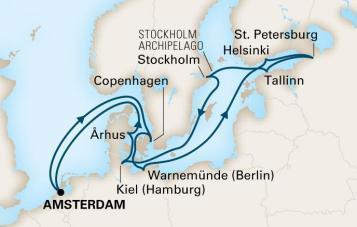 STOCKHOLM
ARCHIPELAGO
Stockholm
St. Petersburg
Helsinki
Tallinn
Copenhagen
Århus
Warnemünde (Berlin)
Kiel (Hamburg)
AMSTERDAM